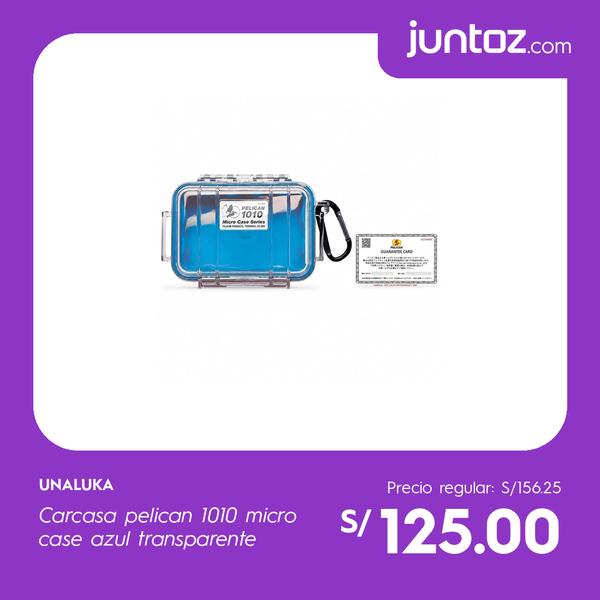 juntoz.com
PELICAN
1010
Micro Case Series
PELICAN
GUARANTEE CARD
UNALUKA
Carcasa pelican 1010 micro
case azul transparente
Precio regular: S/156.25
S/125.00